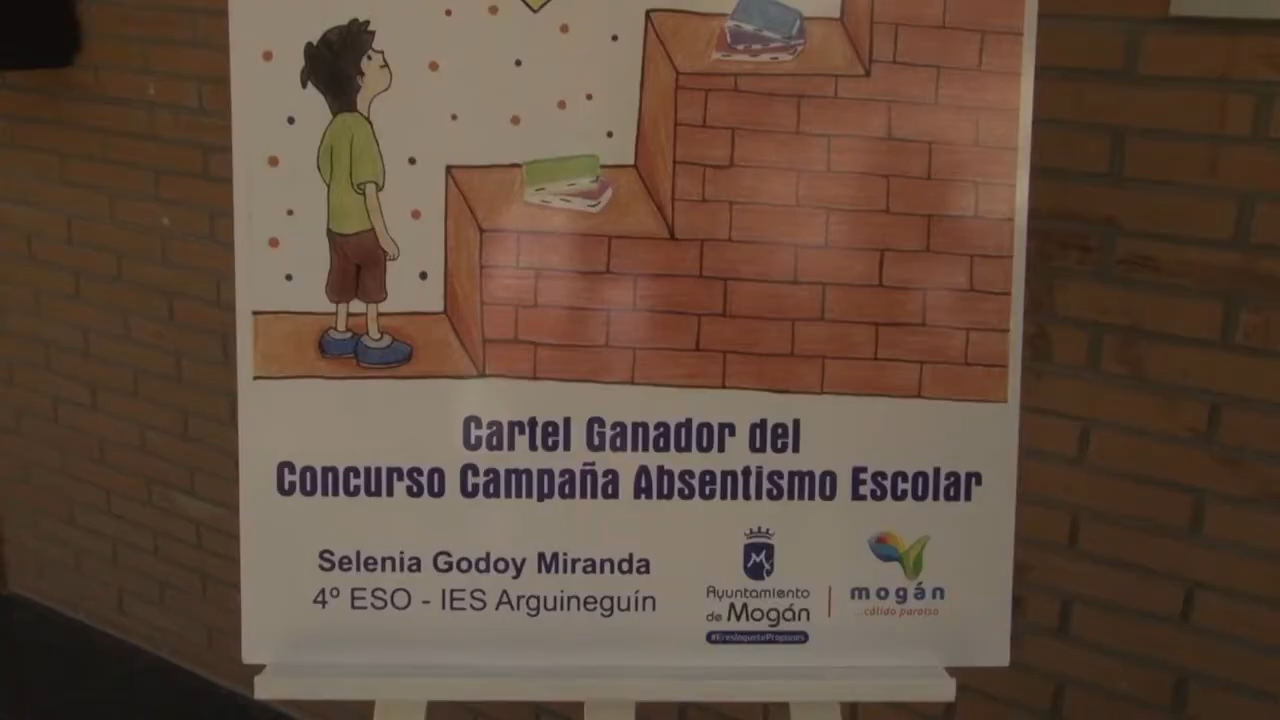 Cartel Ganador del
Concurso Campaña Absentismo Escolar
Selenia Godoy Miranda
4º ESO - IES Arguineguín
M
Ayuntamiento
de Mogán
#EresloquetePropones
mogán
...cálido paraíso